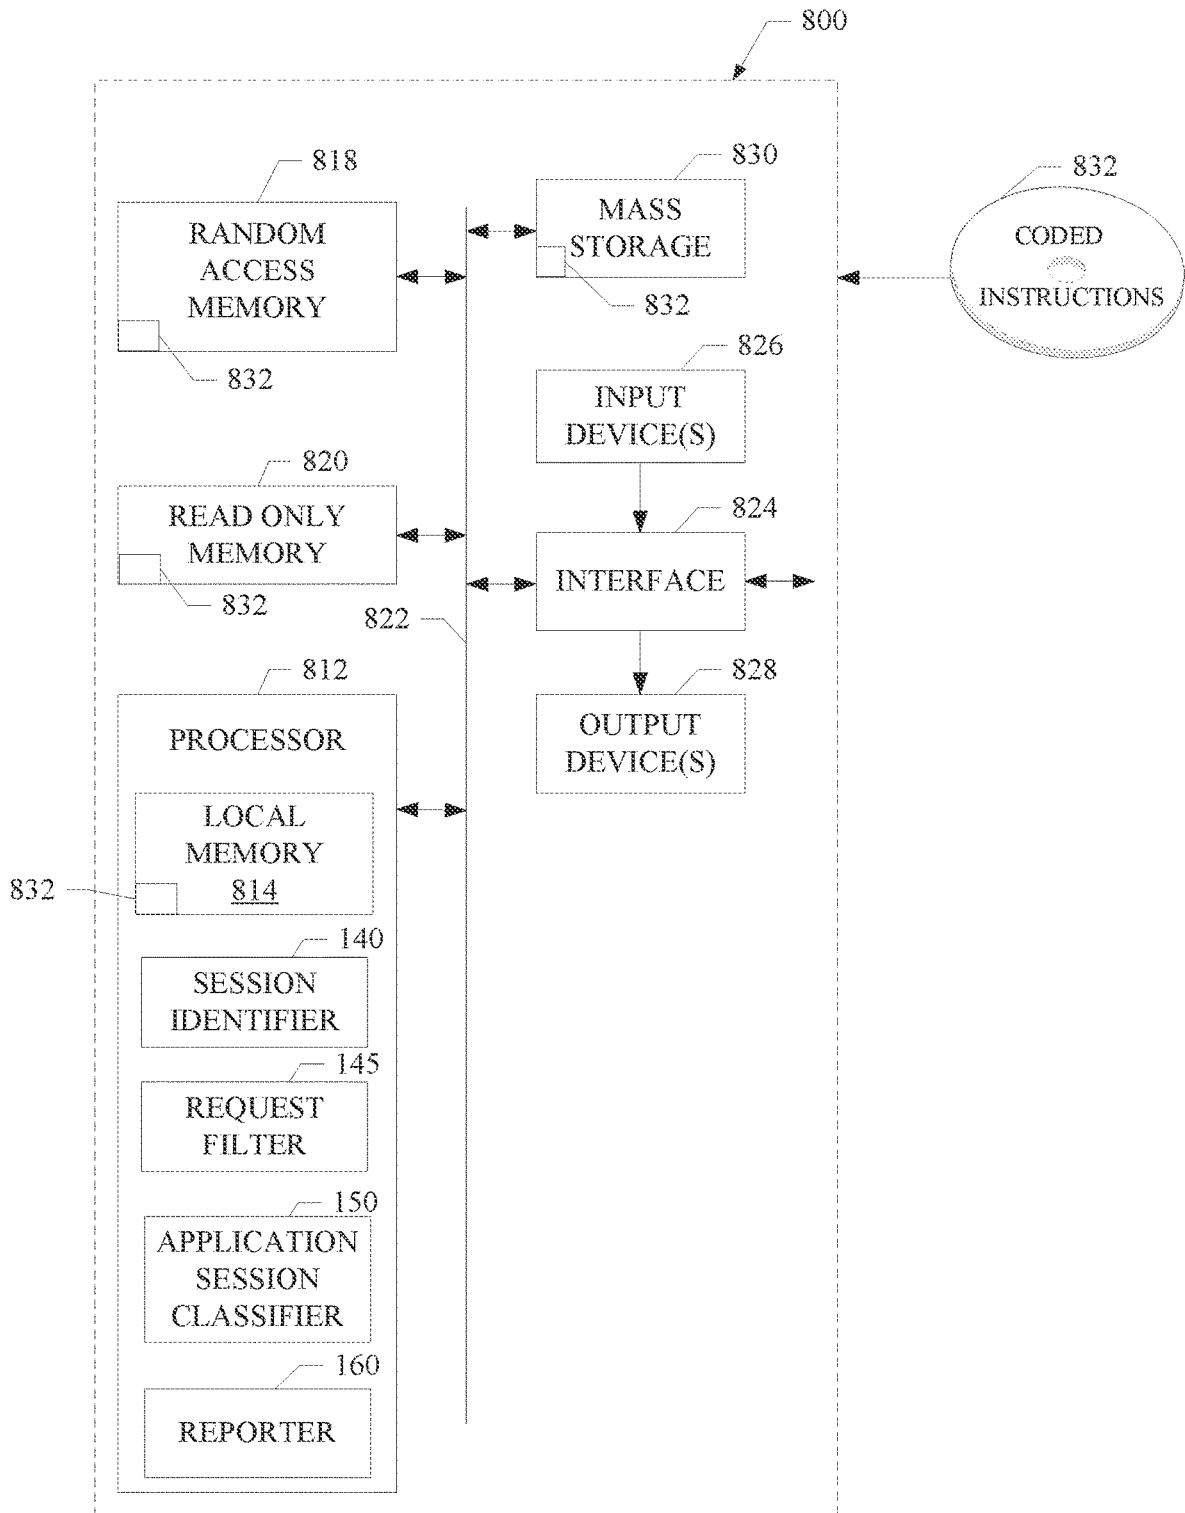 800
818
RANDOM
ACCESS
MEMORY
832
830
MASS
STORAGE
832
832
CODED
INSTRUCTIONS
826
INPUT
DEVICE(S)
820
READ ONLY
MEMORY
832
824
INTERFACE
822
812
PROCESSOR
828
OUTPUT
DEVICE(S)
LOCAL
MEMORY
814
832
140
SESSION
IDENTIFIER
145
REQUEST
FILTER
150
APPLICATION
SESSION
CLASSIFIER
160
REPORTER